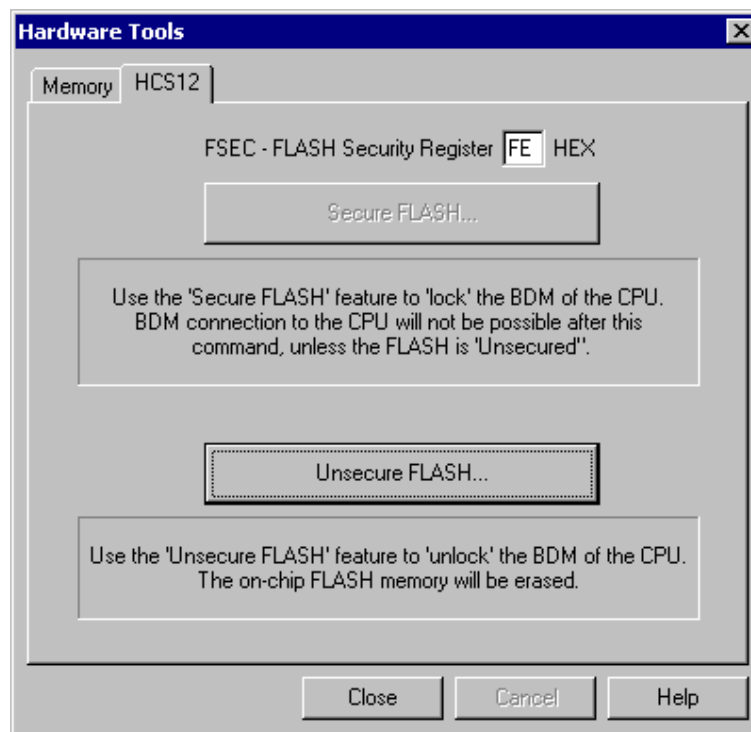 Hardware Tools
Memory HCS12
FSEC - FLASH Security Register FE HEX
Secure FLASH...
Use the 'Secure FLASH' feature to 'lock' the BDM of the CPU.
BDM connection to the CPU will not be possible after this
command, unless the FLASH is 'Unsecured".
Unsecure FLASH...
Use the 'Unsecure FLASH' feature to 'unlock' the BDM of the CPU.
The on-chip FLASH memory will be erased.
Close Cancel Help